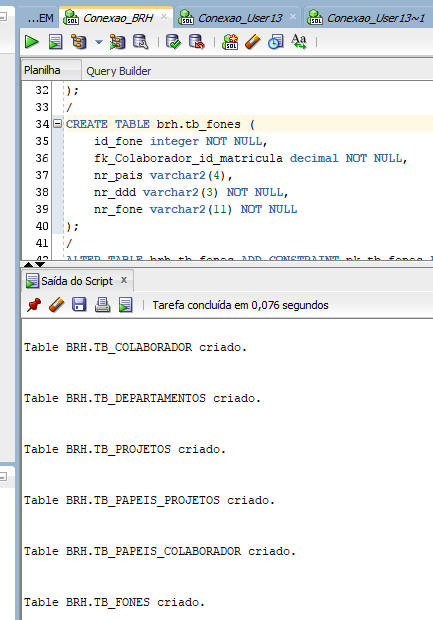 ...EM Conexao_BRH Conexao_User13 Conexao_User13~1
Planilha Query Builder
32 );
33 /
34 CREATE TABLE brh.tb_fones (
35 id_fone integer NOT NULL,
36 fk_Colaborador_id_matricula decimal NOT NULL,
37 nr_pais varchar2(4),
38 nr_ddd varchar2(3) NOT NULL,
39 nr_fone varchar2(11) NOT NULL
40 );
41 /
Saída do Script x
Tarefa concluída em 0,076 segundos
Table BRH.TB_COLABORADOR criado.
Table BRH.TB_DEPARTAMENTOS criado.
Table BRH.TB_PROJETOS criado.
Table BRH.TB_PAPEIS_PROJETOS criado.
Table BRH.TB_PAPEIS_COLABORADOR criado.
Table BRH.TB_FONES criado.